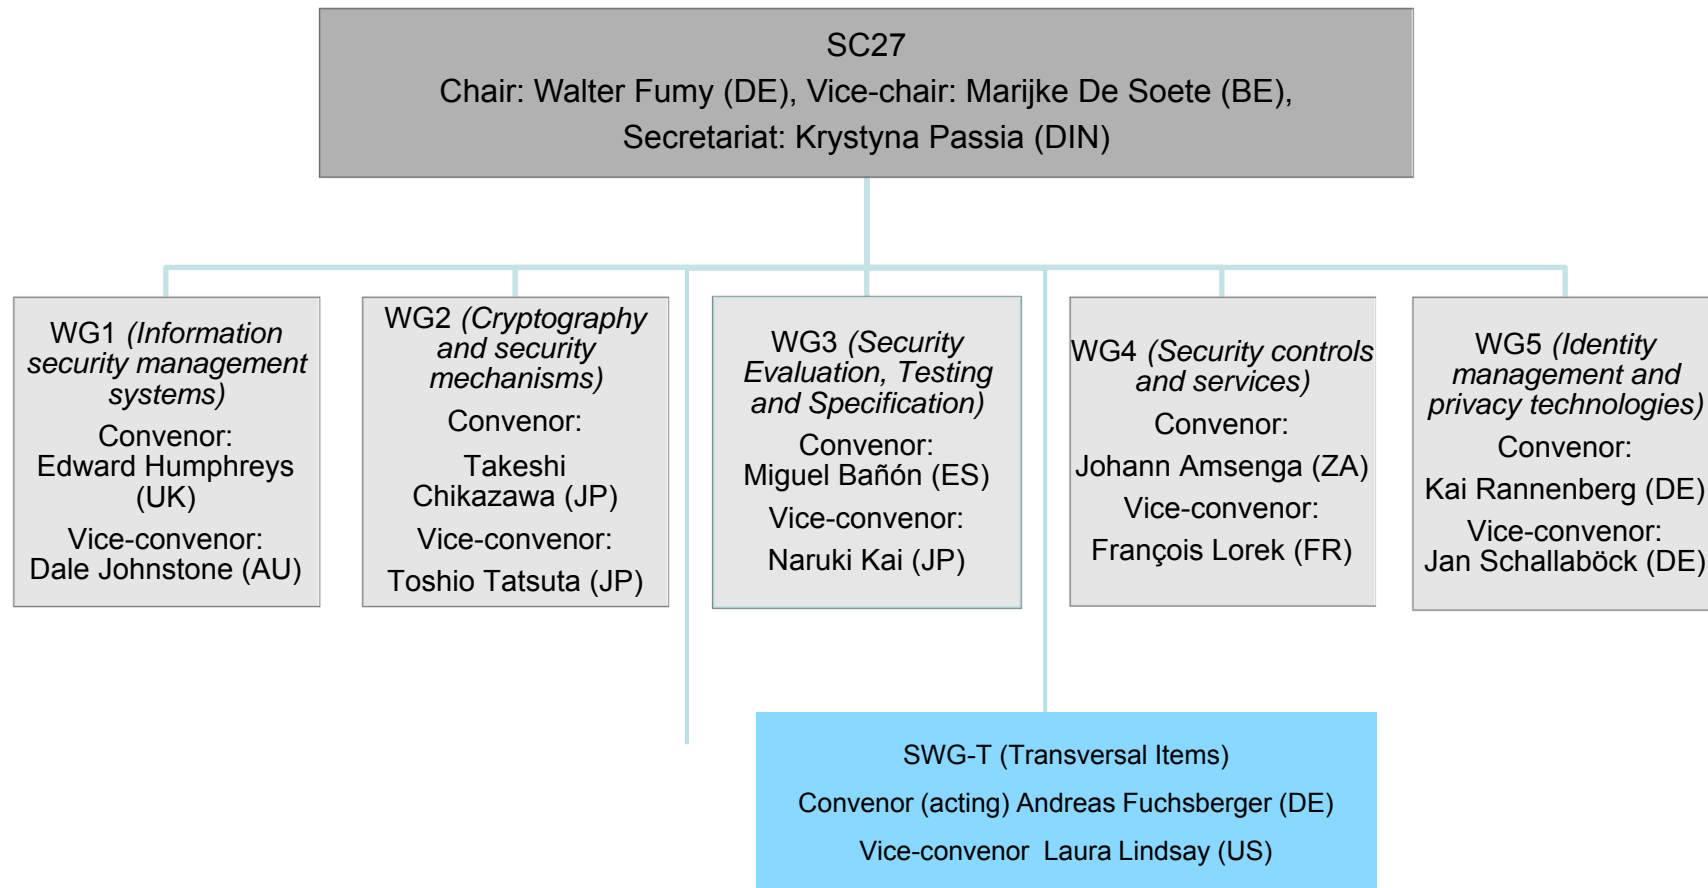 SC27
Chair: Walter Fumy (DE), Vice-chair: Marijke De Soete (BE),
Secretariat: Krystyna Passia (DIN)
WG1 (Information
security management
systems)
Convenor:
Edward Humphreys
(UK)
Vice-convenor:
Dale Johnstone (AU)
WG2 (Cryptography
and security
mechanisms)
Convenor:
Takeshi
Chikazawa (JP)
Vice-convenor:
Toshio Tatsuta (JP)
WG3 (Security
Evaluation, Testing
and Specification)
Convenor:
Miguel Bañón (ES)
Vice-convenor:
Naruki Kai (JP)
WG4 (Security controls
and services)
Convenor:
Johann Amsenga (ZA)
Vice-convenor:
François Lorek (FR)
WG5 (Identity
management and
privacy technologies)
Convenor:
Kai Rannenberg (DE)
Vice-convenor:
Jan Schallaböck (DE)
SWG-T (Transversal Items)
Convenor (acting) Andreas Fuchsberger (DE)
Vice-convenor Laura Lindsay (US)